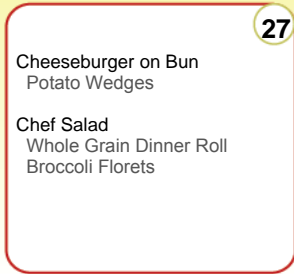 27
Cheeseburger on Bun
Potato Wedges
Chef Salad
Whole Grain Dinner Roll
Broccoli Florets